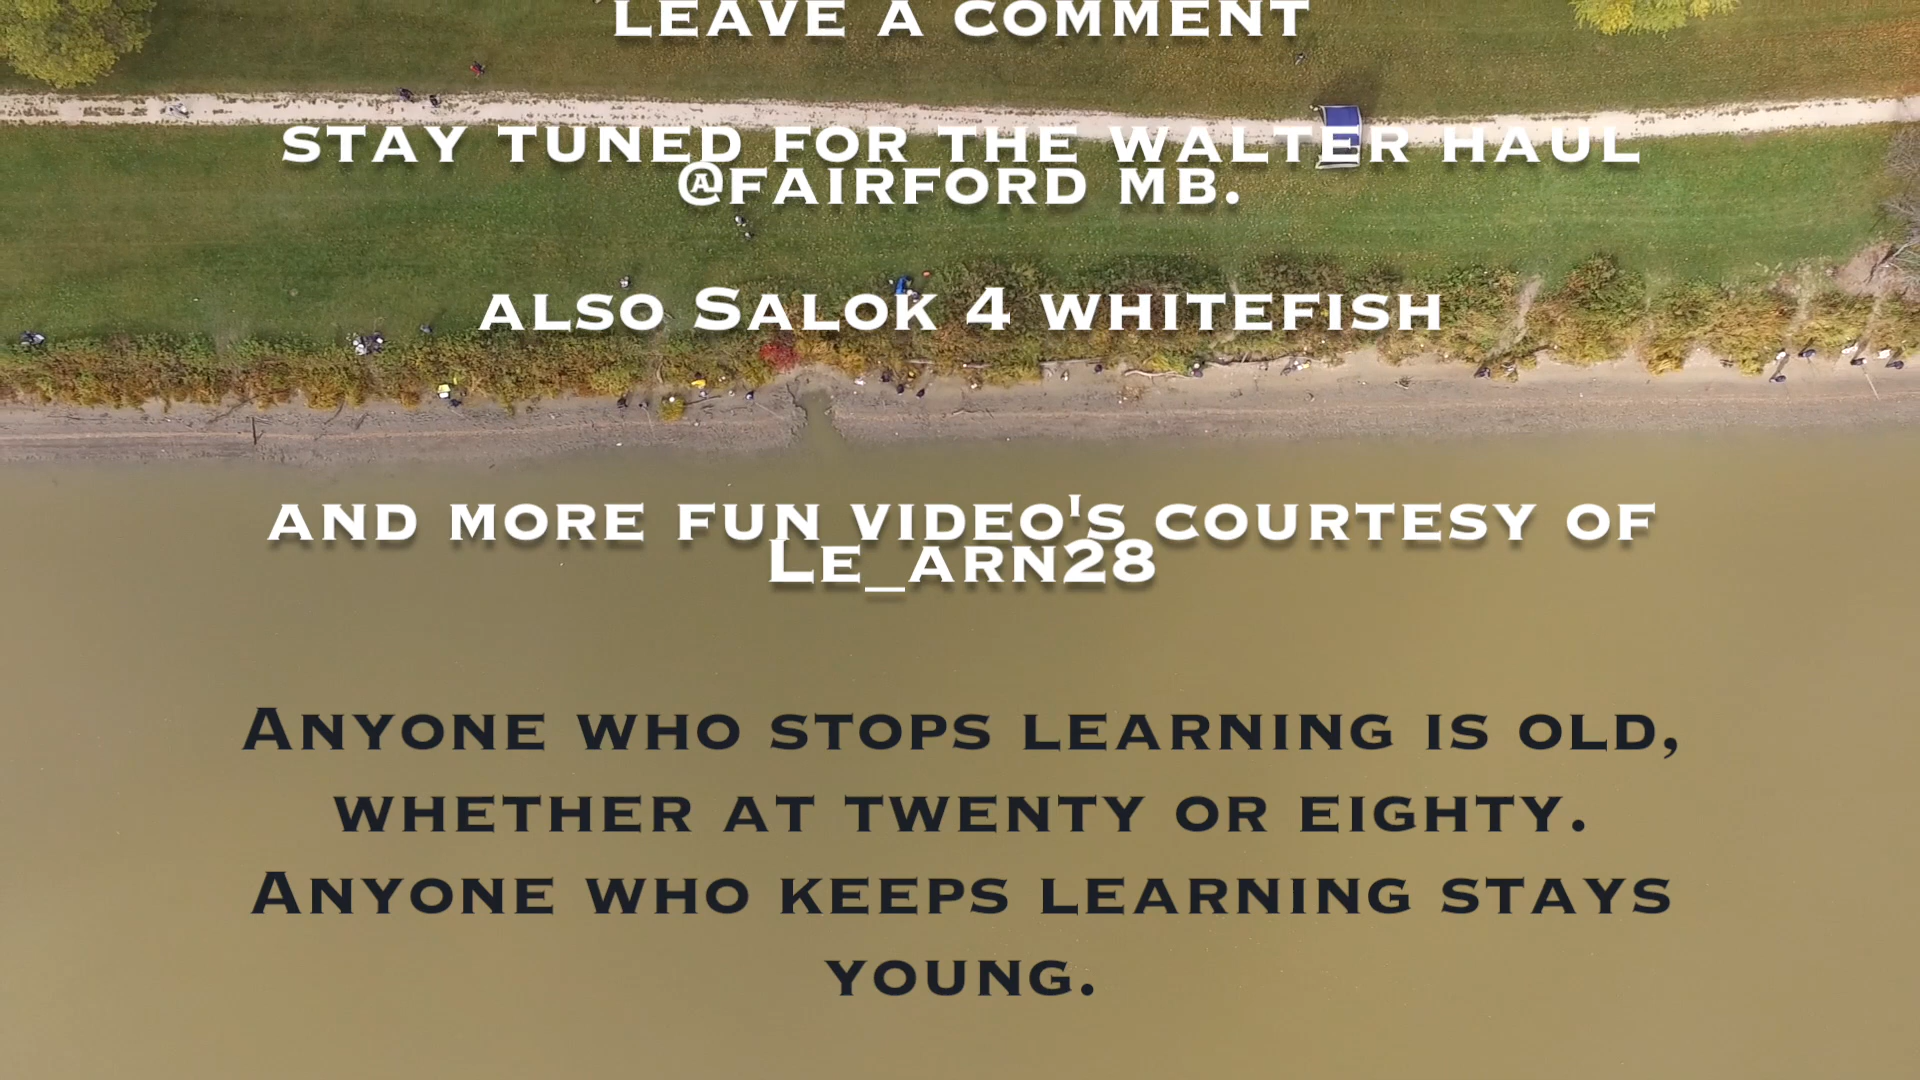 LEAVE A COMMENT
STAY TUNED FOR THE WALTER HAUL
@FAIRFORD MB.
ALSO SALOK 4 WHITEFISH
AND MORE FUN VIDEO'S COURTESY OF
LE_ARN28
ANYONE WHO STOPS LEARNING IS OLD,
WHETHER AT TWENTY OR EIGHTY.
ANYONE WHO KEEPS LEARNING STAYS
YOUNG.